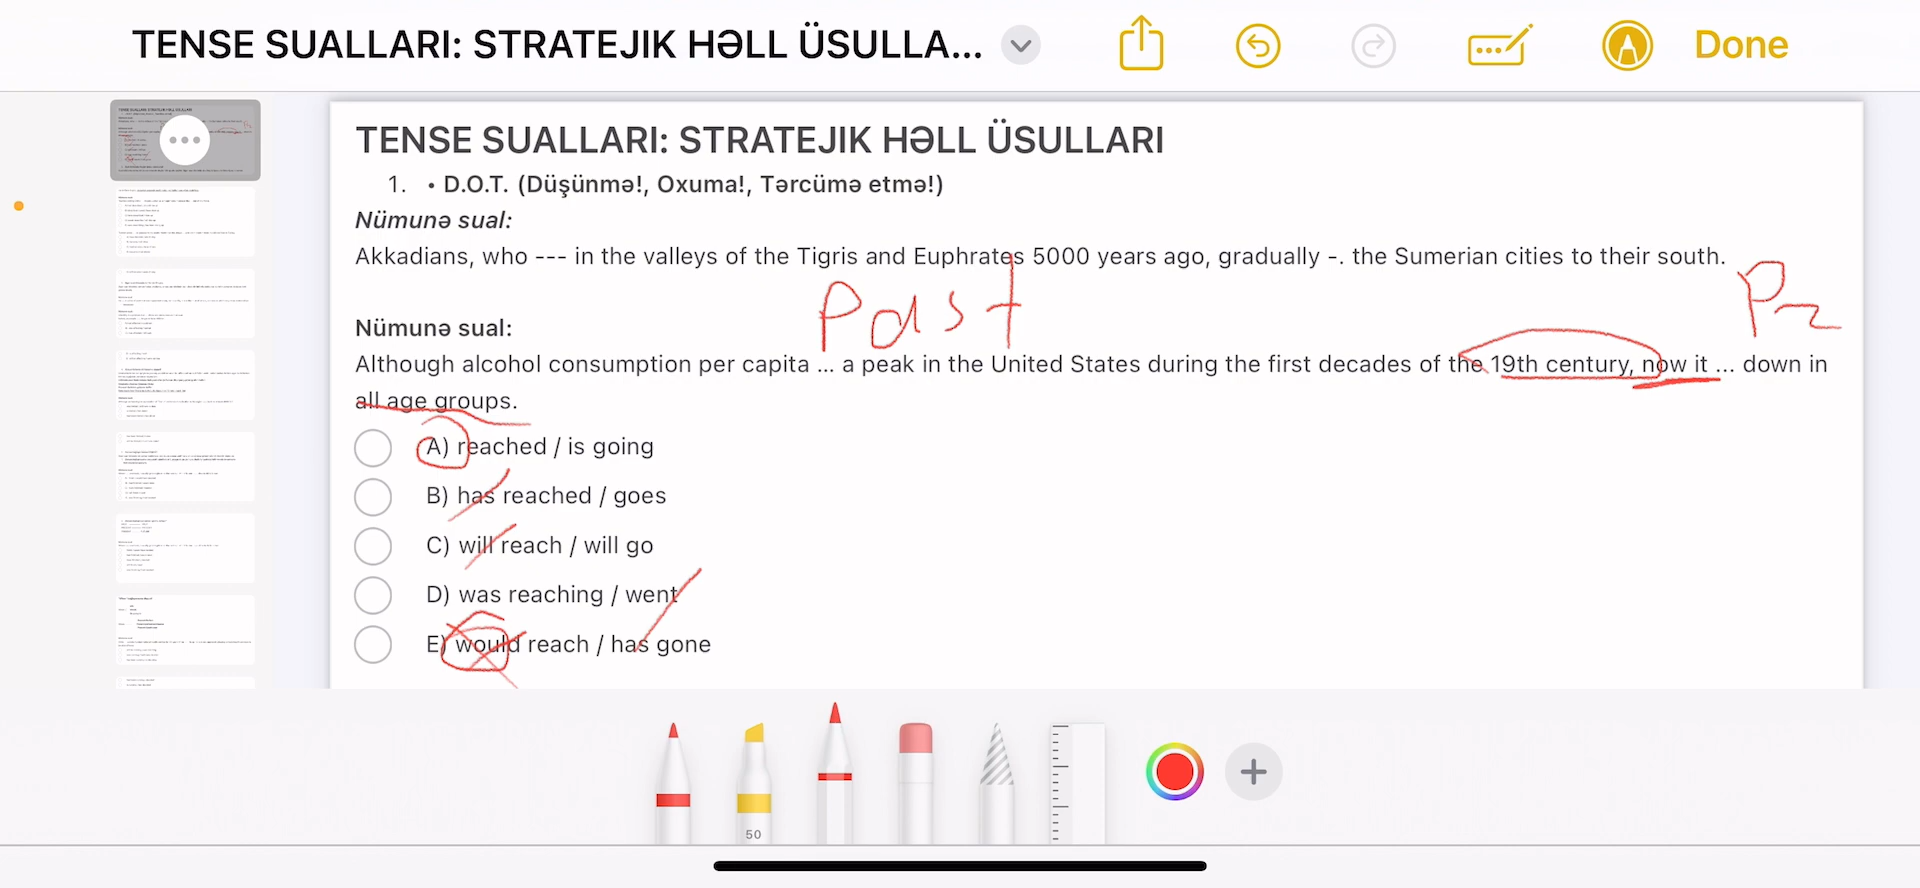 TENSE SUALLARI: STRATEJIK HƏLL ÜSULLA...
Done
TENSE SUALLARI: STRATEJIK HƏLL ÜSULLARI
1. • D.O.T. (Düşünmə!, Oxuma!, Tərcümə etmə!)
Nümunə sual:
Akkadians, who --- in the valleys of the Tigris and Euphrates 5000 years ago, gradually -. the Sumerian cities to their south.
Past
Nümunə sual:
Although alcohol consumption per capita ... a peak in the United States during the first decades of the 19th century, now it ... down in
all age groups.
A) reached / is going
B) has reached / goes
C) will reach / will go
D) was reaching / went
E) would reach / has gone
50